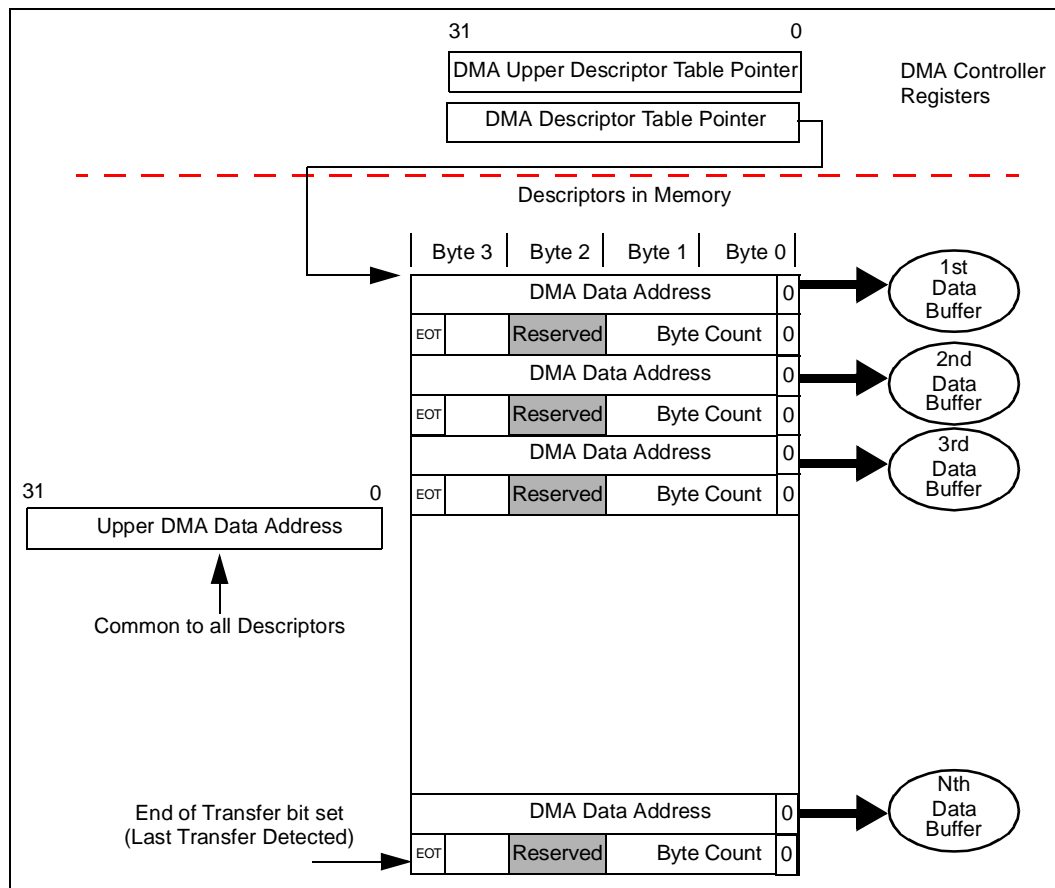 31 0
DMA Upper Descriptor Table Pointer
DMA Controller
Registers
DMA Descriptor Table Pointer
Descriptors in Memory
Byte 3 Byte 2 Byte 1 Byte 0
DMA Data Address 0
1st
Data
Buffer
EOT Reserved Byte Count 0
DMA Data Address 0
2nd
Data
Buffer
EOT Reserved Byte Count 0
DMA Data Address 0
3rd
Data
Buffer
EOT Reserved Byte Count 0
31 0
Upper DMA Data Address
Common to all Descriptors
End of Transfer bit set
(Last Transfer Detected)
DMA Data Address 0
Nth
Data
Buffer
EOT Reserved Byte Count 0